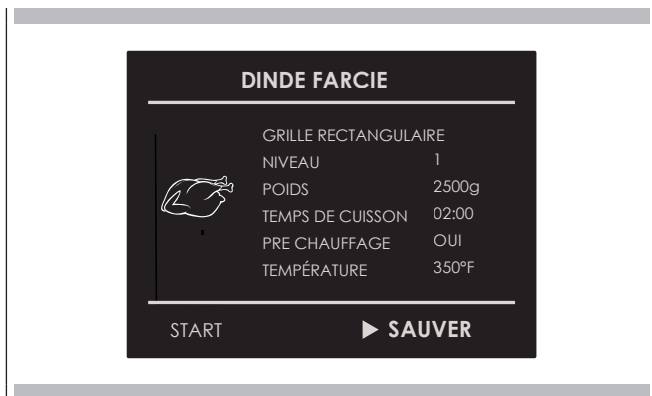 DINDE FARCIE
GRILLE RECTANGULAIRE
NIVEAU 1
POIDS 2500g
TEMPS DE CUISSON 02:00
PRE CHAUFFAGE OUI
TEMPÉRATURE 350°F
START ▶ SAUVER